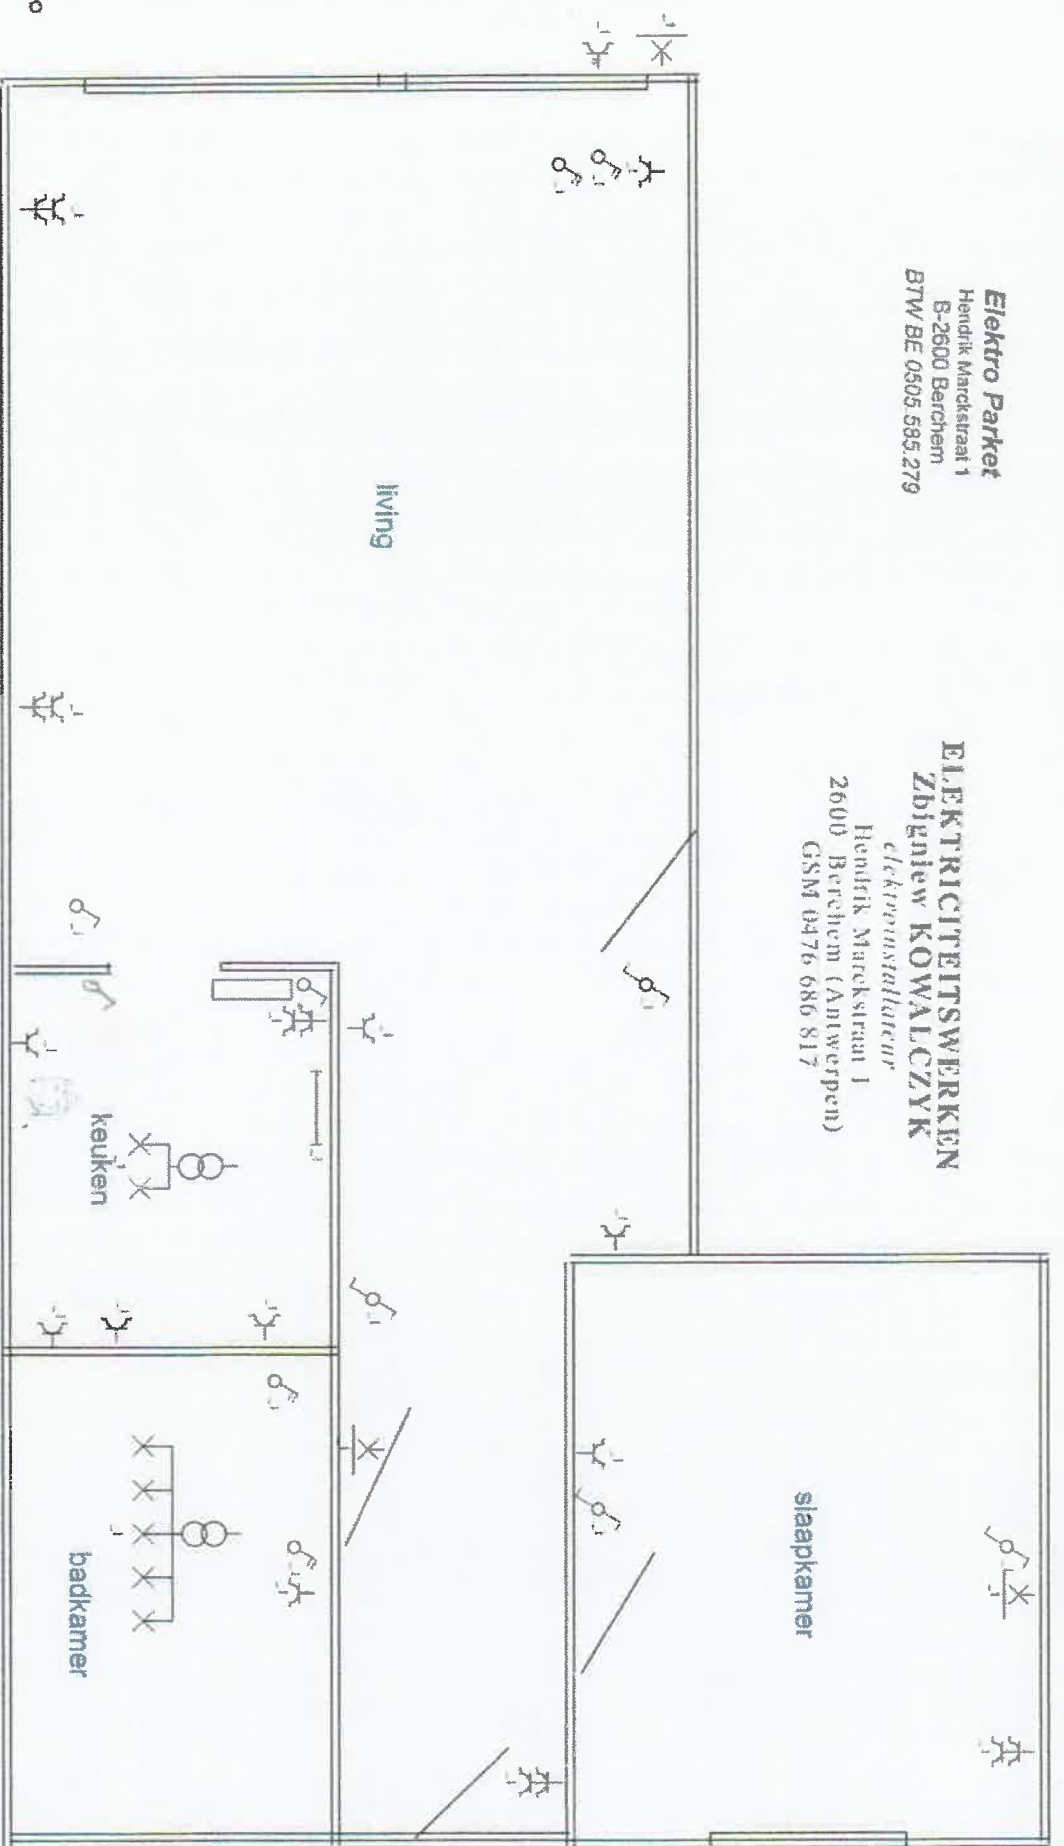 Elektro Parket
Hendrik Marckstraat 1
B-2600 Berchem
BTW BE 0505.585.279
ELEKTRICITEITSWERKEN
Zbigniew KOWALCZYK
elektroinstallateur
Hendrik Marckstraat 1
2600 Berchem (Antwerpen)
GSM 0476 686 817
living
keuken
badkamer
slaapkamer